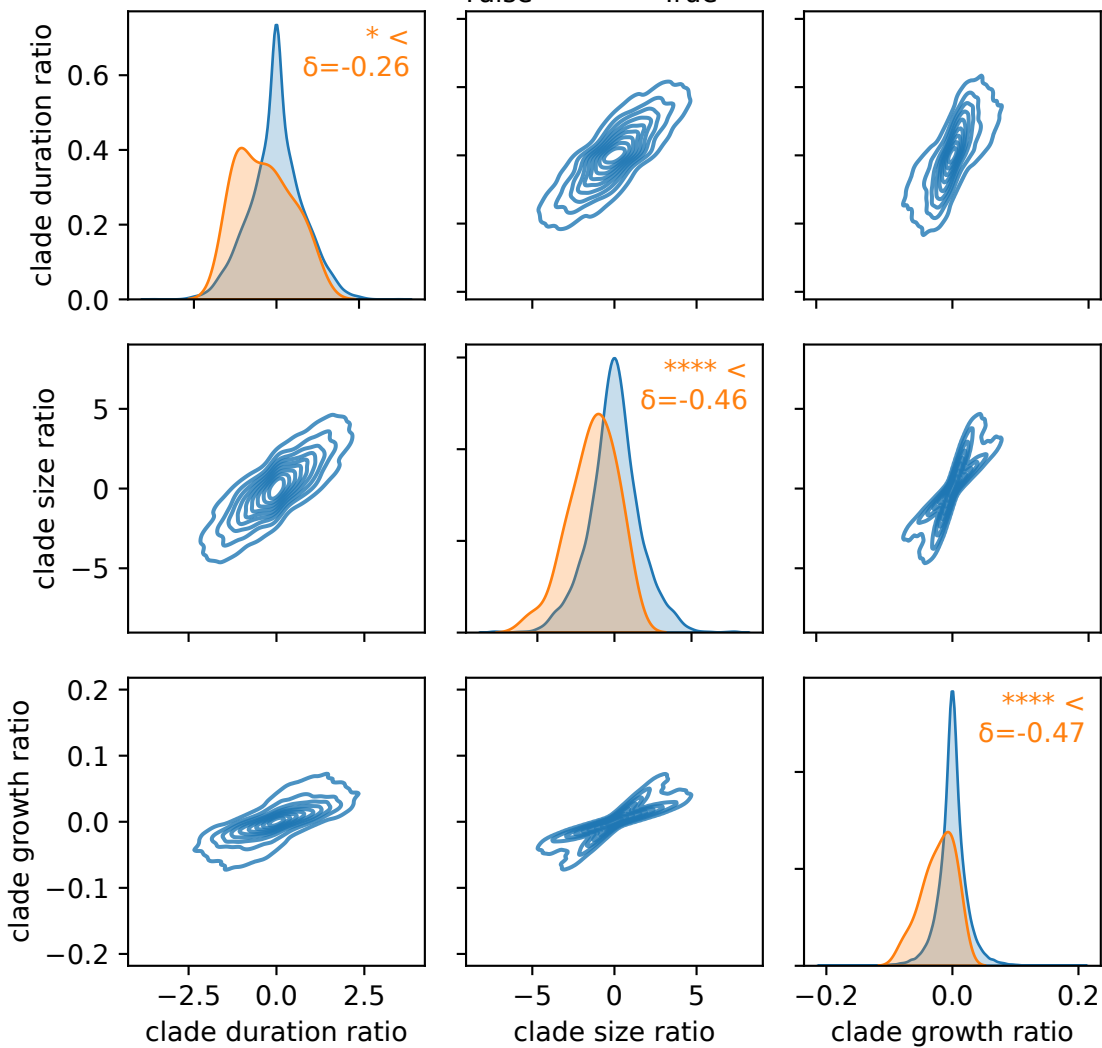 True
clade duration ratio
0.6
0.4
0.2
0.0
* <
δ=-0.26
clade size ratio
5
0
−5
**** <
δ=-0.46
clade growth ratio
0.2
0.1
0.0
−0.1
−0.2
**** <
δ=-0.47
−2.5 0.0 2.5
−5 0 5
−0.2 0.0 0.2
clade duration ratio
clade size ratio
clade growth ratio